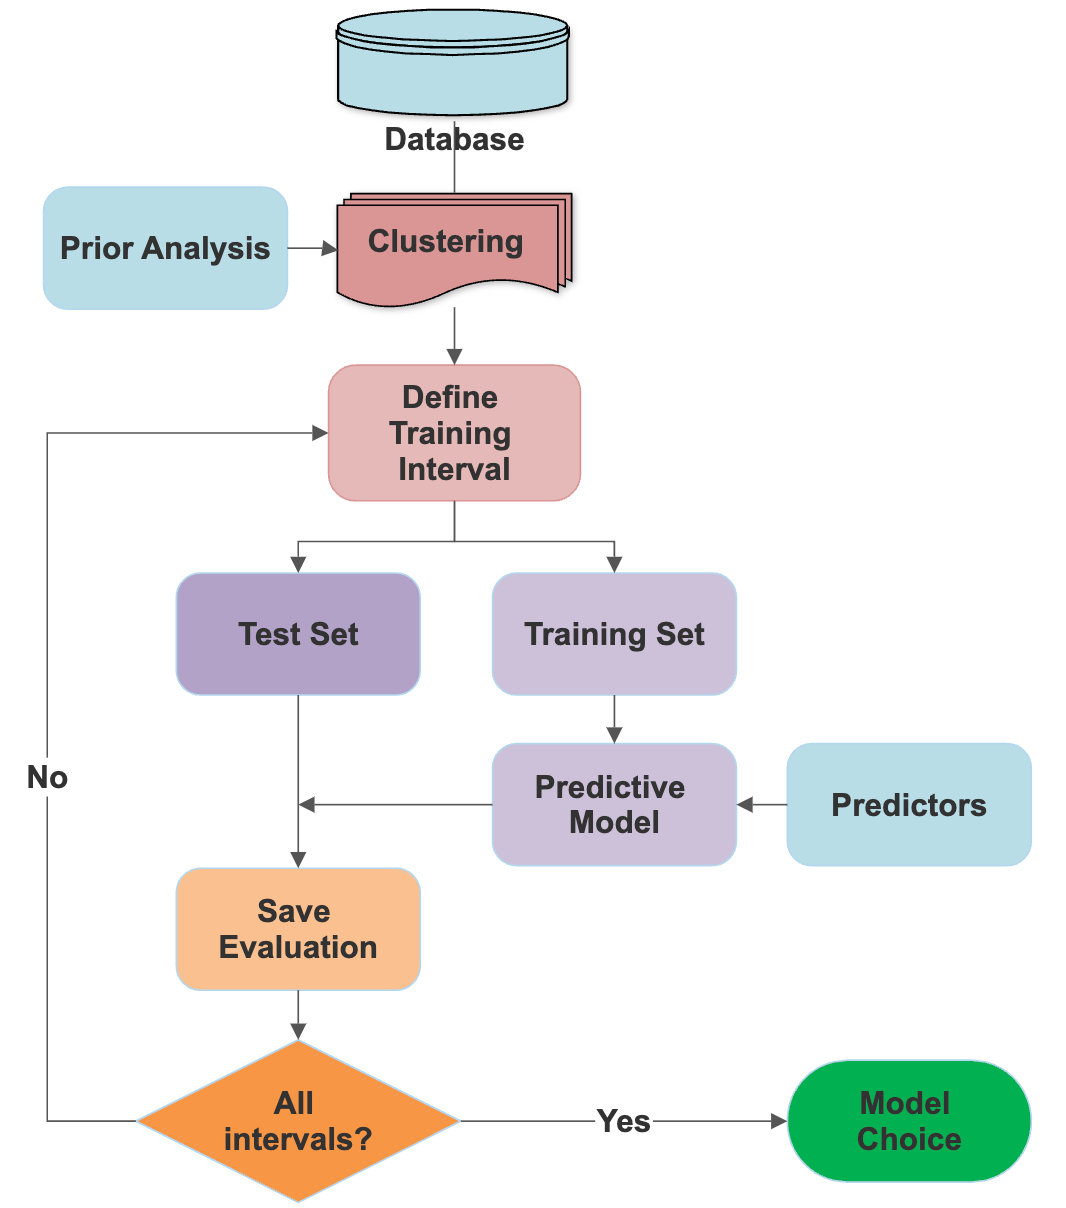 Database
Prior Analysis
Clustering
Define
Training
Interval
Test Set
Training Set
No
Predictive
Model
Predictors
Save
Evaluation
All
intervals?
Yes
Model
Choice